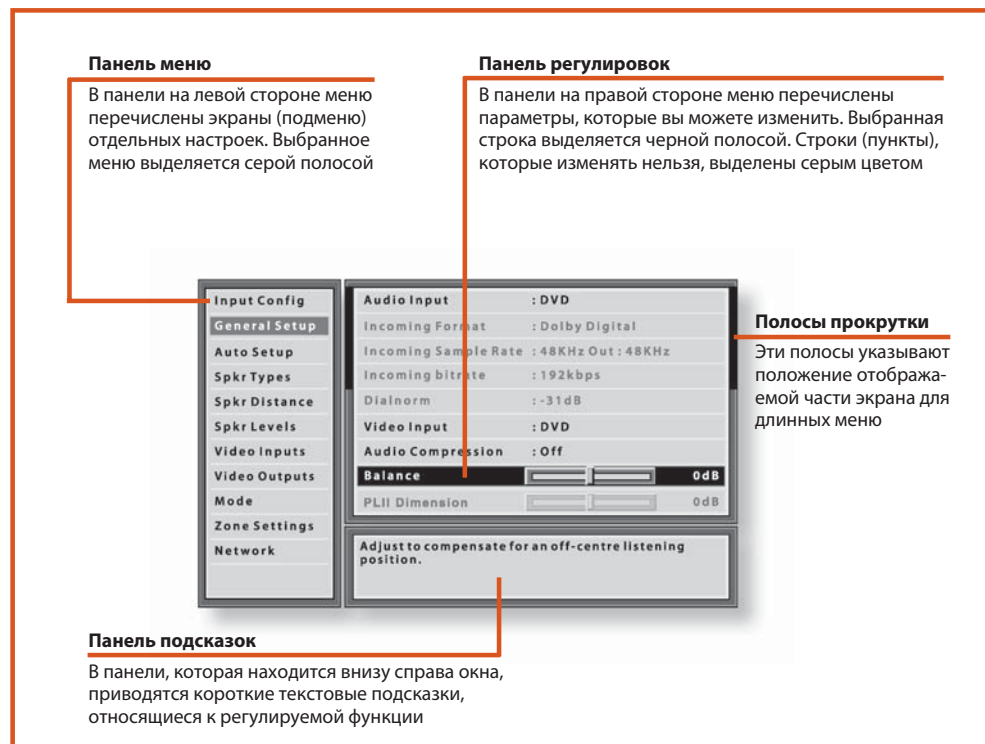 Панель меню
В панели на левой стороне меню
перечислены экраны (подменю)
отдельных настроек. Выбранное
меню выделяется серой полосой
Панель регулировок
В панели на правой стороне меню перечислены
параметры, которые вы можете изменить. Выбранная
строка выделяется черной полосой. Строки (пункты),
которые изменять нельзя, выделены серым цветом
Input Config
General Setup
Auto Setup
Spkr Types
Spkr Distance
Spkr Levels
Video Inputs
Video Outputs
Mode
Zone Settings
Network
Audio Input : DVD
Incoming Format : Dolby Digital
Incoming Sample Rate : 48KHz Out : 48KHz
Incoming bitrate : 192kbps
Dialnorm : -31dB
Video Input : DVD
Audio Compression : Off
Balance 0dB
PLII Dimension 0dB
Adjust to compensate for an off-centre listening
position.
Полосы прокрутки
Эти полосы указывают
положение отобража-
емой части экрана для
длинных меню
Панель подсказок
В панели, которая находится внизу справа окна,
приводятся короткие текстовые подсказки,
относящиеся к регулируемой функции